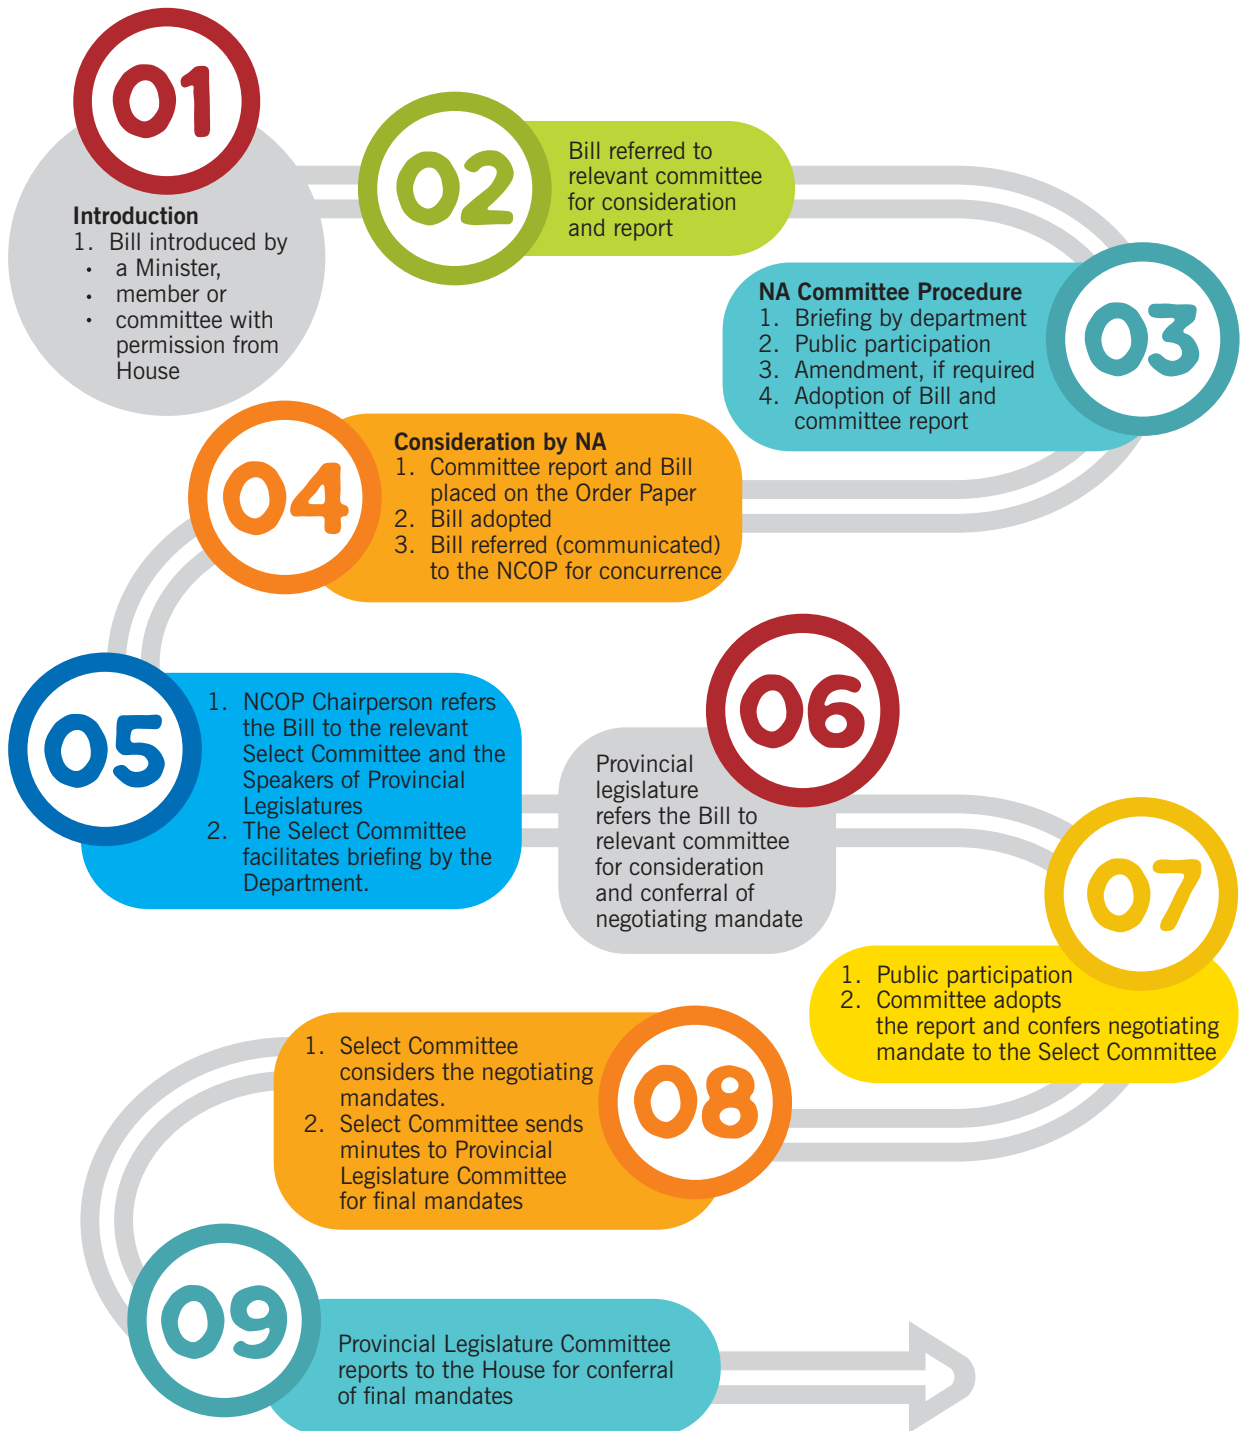 01
Introduction
1. Bill introduced by
• a Minister,
• member or
• committee with
permission from
House
02
Bill referred to
relevant committee
for consideration
and report
03
NA Committee Procedure
1. Briefing by department
2. Public participation
3. Amendment, if required
4. Adoption of Bill and
committee report
04
Consideration by NA
1. Committee report and Bill
placed on the Order Paper
2. Bill adopted
3. Bill referred (communicated)
to the NCOP for concurrence
05
1. NCOP Chairperson refers
the Bill to the relevant
Select Committee and the
Speakers of Provincial
Legislatures
2. The Select Committee
facilitates briefing by the
Department.
06
Provincial
legislature
refers the Bill to
relevant committee
for consideration
and conferral of
negotiating mandate
07
1. Public participation
2. Committee adopts
the report and confers negotiating
mandate to the Select Committee
08
1. Select Committee
considers the negotiating
mandates.
2. Select Committee sends
minutes to Provincial
Legislature Committee
for final mandates
09
Provincial Legislature Committee
reports to the House for conferral
of final mandates